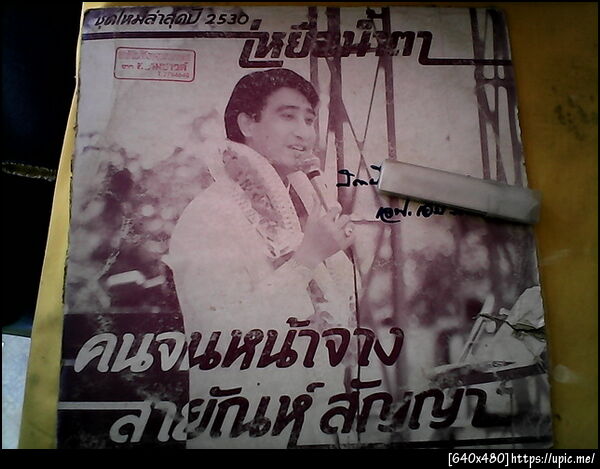 ชุดใหม่ล่าสุดปี 2530
เหยื่อน้ำตา
คนจนหน้าจาง
สายัณห์ สัญญา
[640x480]https://upic.me/